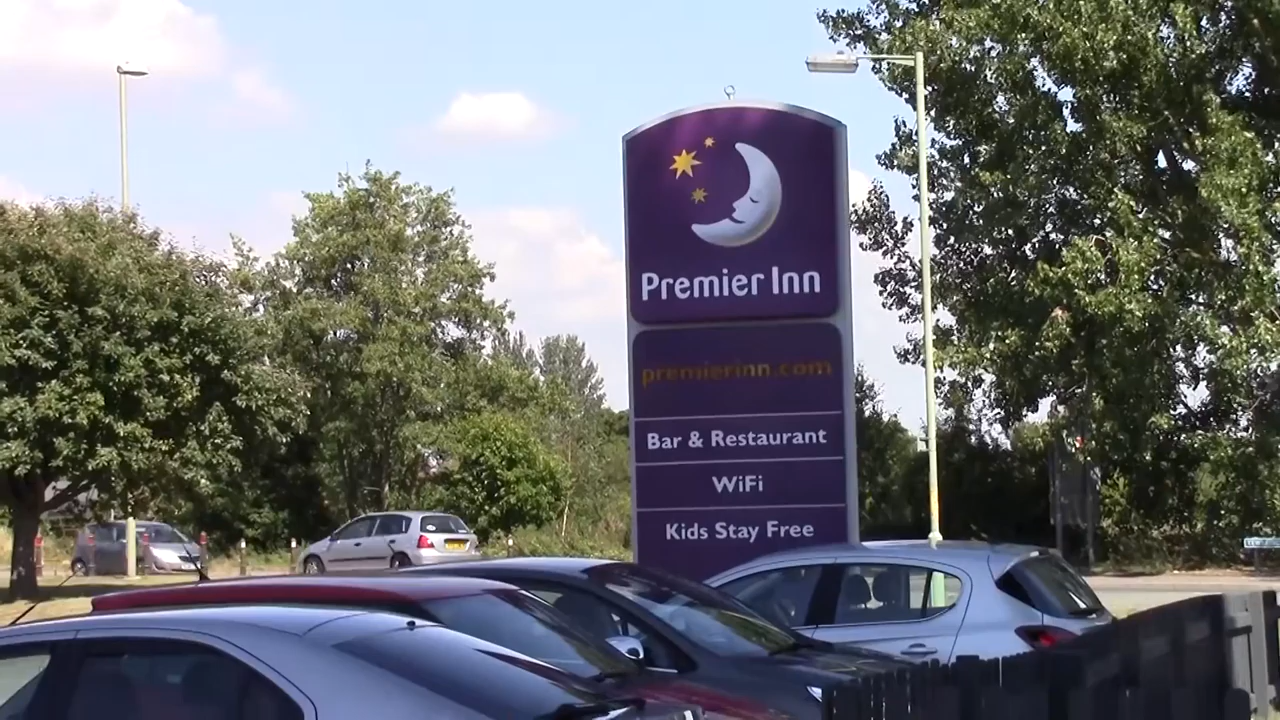 Premier Inn
premierinn.com
Bar & Restaurant
WiFi
Kids Stay Free